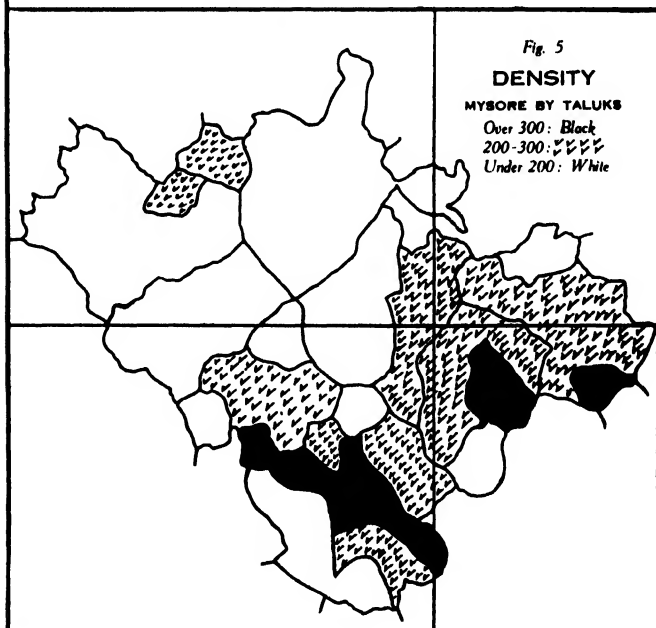 Fig. 5
DENSITY
MYSORE BY TALUKS
Over 300: Black
200-300:
Under 200: White